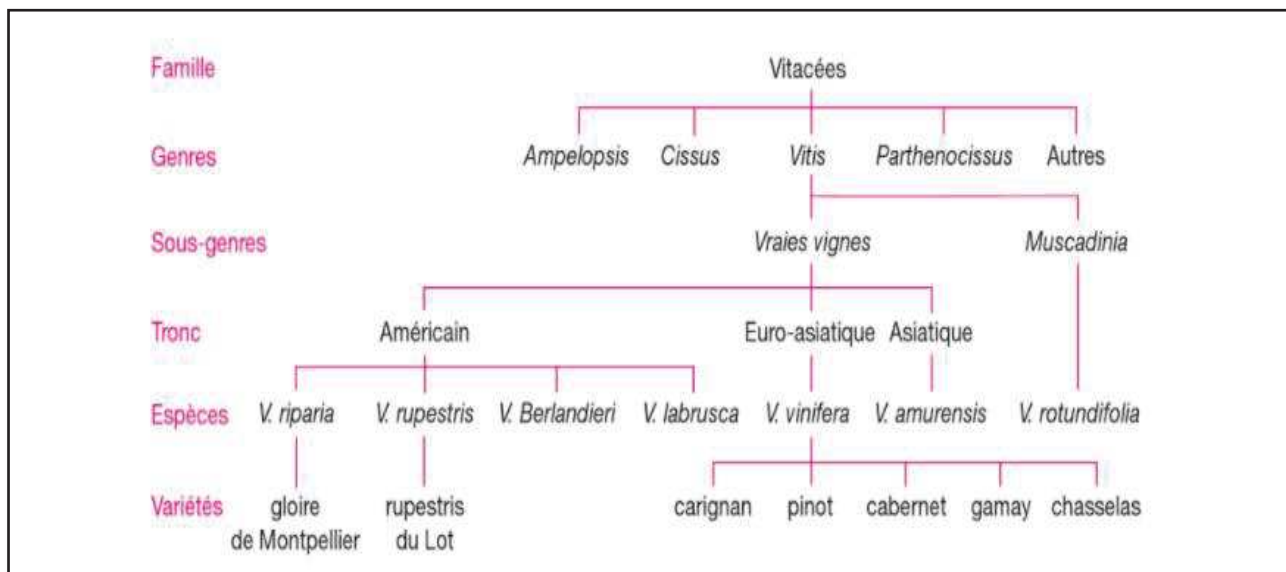 Famille Vitacées
Genres Ampelopsis Cissus Vitis Parthenocissus Autres
Sous-genres Vraies vignes Muscadinia
Tronc Américain Euro-asiatique Asiatique
Espèces V. riparia V. rupestris V. Berlandieri V. labrusca V. vinifera V. amurensis V. rotundifolia
Variétés gloire rupestris carignan pinot cabernet gamay chasselas
de Montpellier du Lot